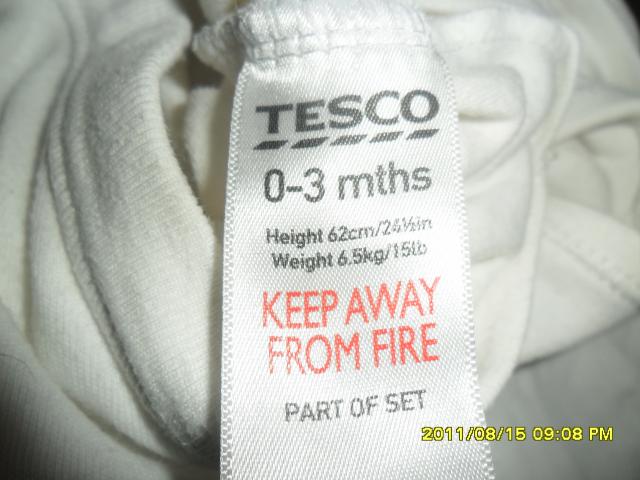 TESCO
0-3 mths
Height 62cm/24½in
Weight 6.5kg/15lb
KEEP AWAY
FROM FIRE
PART OF SET
2011/08/15 09:08 PM